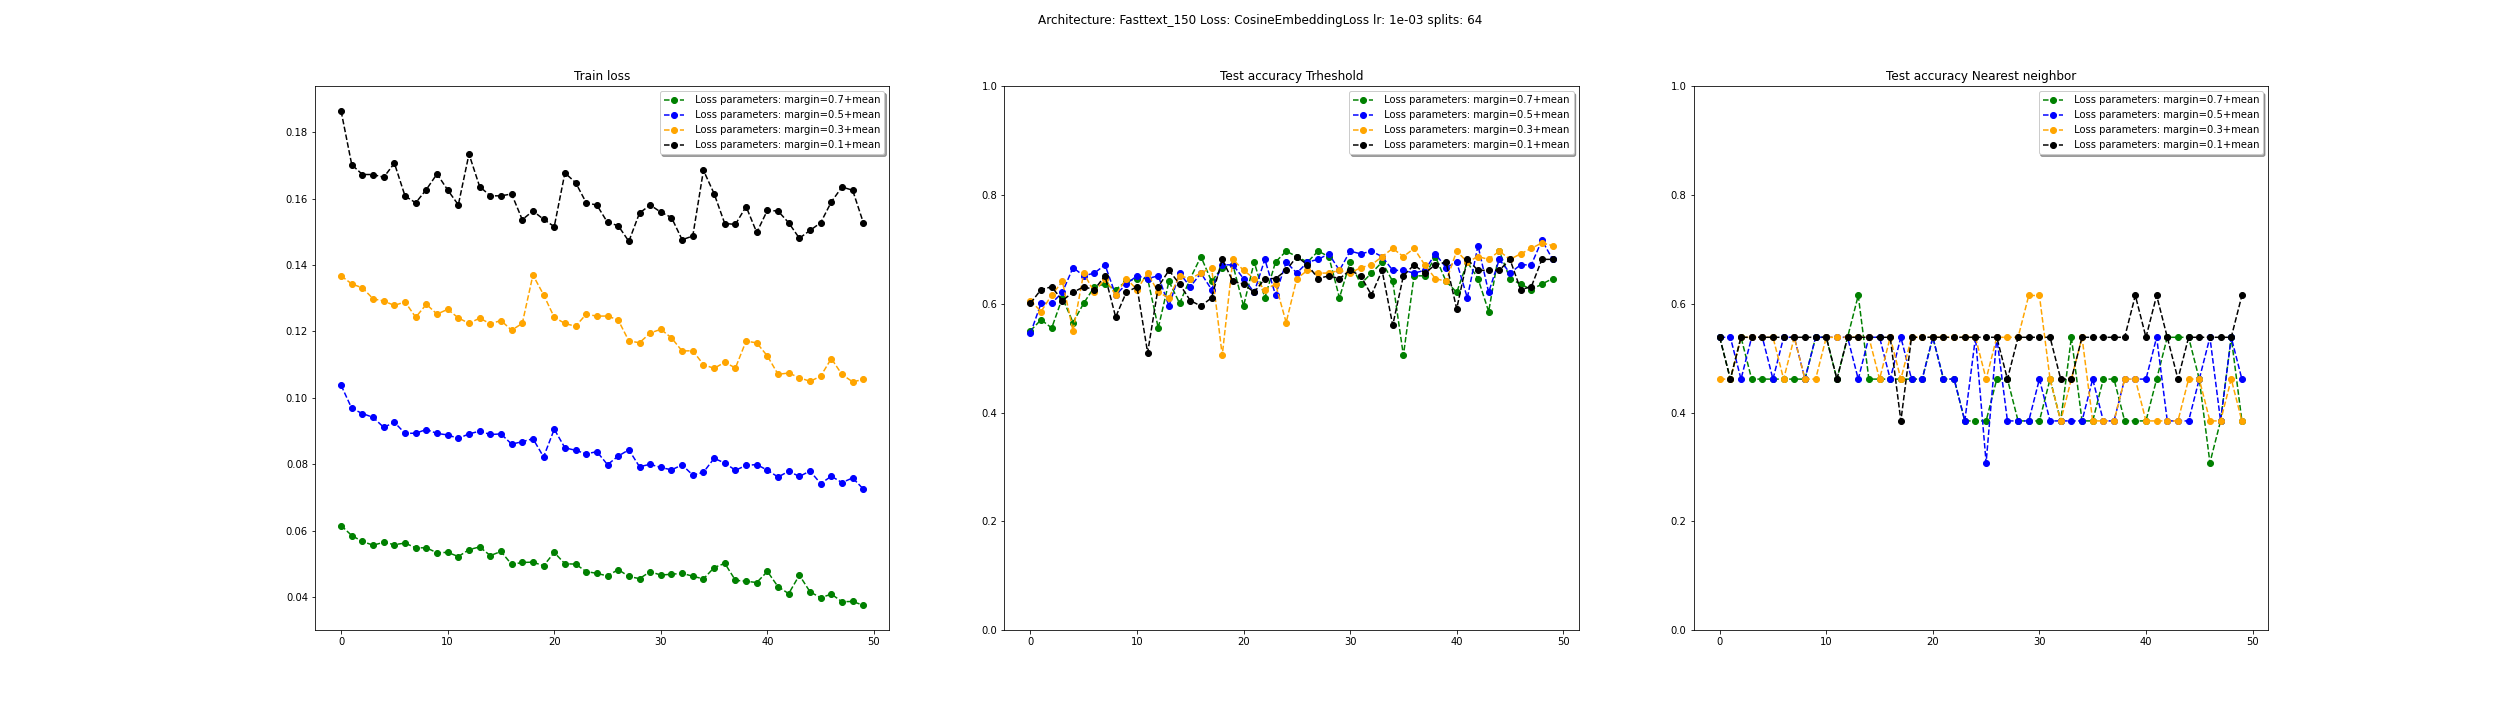 Architecture: Fasttext_150 Loss: CosineEmbeddingLoss lr: 1e-03 splits: 64
Train loss
Loss parameters: margin=0.7+mean
Loss parameters: margin=0.5+mean
Loss parameters: margin=0.3+mean
Loss parameters: margin=0.1+mean
0.18
0.16
0.14
0.12
0.10
0.08
0.06
0.04
0 10 20 30 40 50
Test accuracy Trheshold
Loss parameters: margin=0.7+mean
Loss parameters: margin=0.5+mean
Loss parameters: margin=0.3+mean
Loss parameters: margin=0.1+mean
1.0
0.8
0.6
0.4
0.2
0.0
0 10 20 30 40 50
Test accuracy Nearest neighbor
Loss parameters: margin=0.7+mean
Loss parameters: margin=0.5+mean
Loss parameters: margin=0.3+mean
Loss parameters: margin=0.1+mean
1.0
0.8
0.6
0.4
0.2
0.0
0 10 20 30 40 50